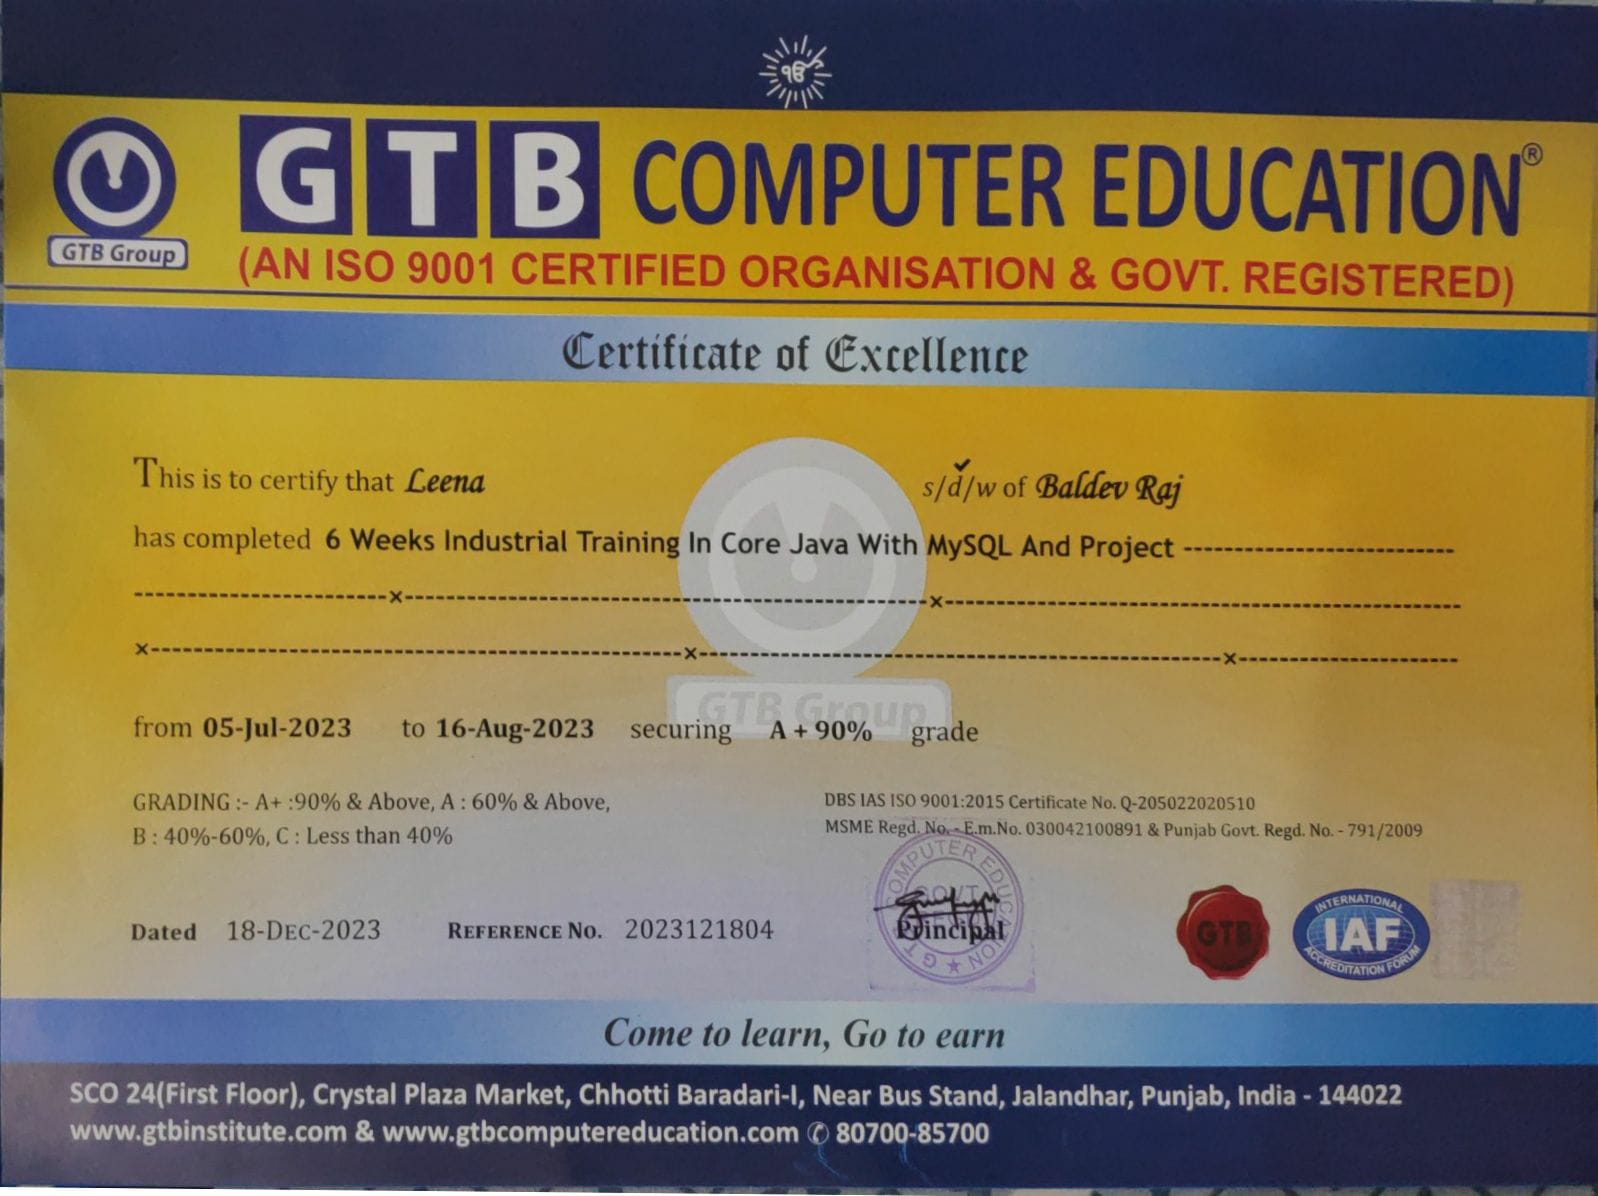 ੴ
GTB COMPUTER EDUCATION®
GTB Group
(AN ISO 9001 CERTIFIED ORGANISATION & GOVT. REGISTERED)
Certificate of Excellence
This is to certify that Leena s/d/w of Baldev Raj
has completed 6 Weeks Industrial Training In Core Java With MySQL And Project
GTB Group
from 05-Jul-2023 to 16-Aug-2023 securing A + 90% grade
GRADING :- A+ :90% & Above, A : 60% & Above,
B : 40%-60%, C : Less than 40%
DBS IAS ISO 9001:2015 Certificate No. Q-205022020510
MSME Regd. No. - E.m.No. 030042100891 & Punjab Govt. Regd. No. - 791/2009
Dated 18-DEC-2023 REFERENCE NO. 2023121804
GTB COMPUTER EDUCATION
GOVT.
Principal
GTB
INTERNATIONAL
IAF
ACCREDITATION FORUM
Come to learn, Go to earn
SCO 24(First Floor), Crystal Plaza Market, Chhotti Baradari-I, Near Bus Stand, Jalandhar, Punjab, India - 144022
www.gtbinstitute.com & www.gtbcomputereducation.com ✆ 80700-85700